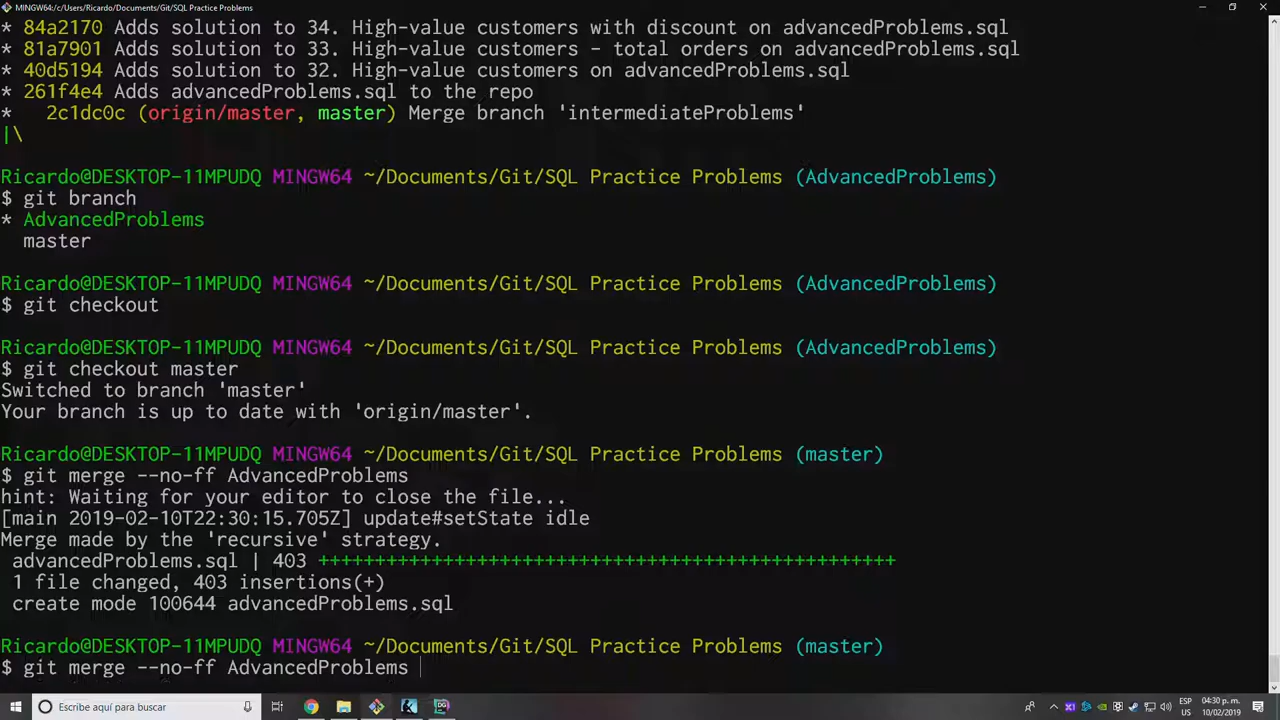 MINGW64:/c/Users/Ricardo/Documents/Git/SQL Practice Problems
* 84a2170 Adds solution to 34. High-value customers with discount on advancedProblems.sql
* 81a7901 Adds solution to 33. High-value customers - total orders on advancedProblems.sql
* 40d5194 Adds solution to 32. High-value customers on advancedProblems.sql
* 261f4e4 Adds advancedProblems.sql to the repo
*   2c1dc0c (origin/master, master) Merge branch 'intermediateProblems'
|\
Ricardo@DESKTOP-11MPUDQ MINGW64 ~/Documents/Git/SQL Practice Problems (AdvancedProblems)
$ git branch
* AdvancedProblems
  master
Ricardo@DESKTOP-11MPUDQ MINGW64 ~/Documents/Git/SQL Practice Problems (AdvancedProblems)
$ git checkout
Ricardo@DESKTOP-11MPUDQ MINGW64 ~/Documents/Git/SQL Practice Problems (AdvancedProblems)
$ git checkout master
Switched to branch 'master'
Your branch is up to date with 'origin/master'.
Ricardo@DESKTOP-11MPUDQ MINGW64 ~/Documents/Git/SQL Practice Problems (master)
$ git merge --no-ff AdvancedProblems
hint: Waiting for your editor to close the file...
[main 2019-02-10T22:30:15.705Z] update#setState idle
Merge made by the 'recursive' strategy.
 advancedProblems.sql | 403 +++++++++++++++++++++++++++++++++++++++++++++++++++
 1 file changed, 403 insertions(+)
 create mode 100644 advancedProblems.sql
Ricardo@DESKTOP-11MPUDQ MINGW64 ~/Documents/Git/SQL Practice Problems (master)
$ git merge --no-ff AdvancedProblems
Escribe aquí para buscar
ESP
US
04:30 p. m.
10/02/2019